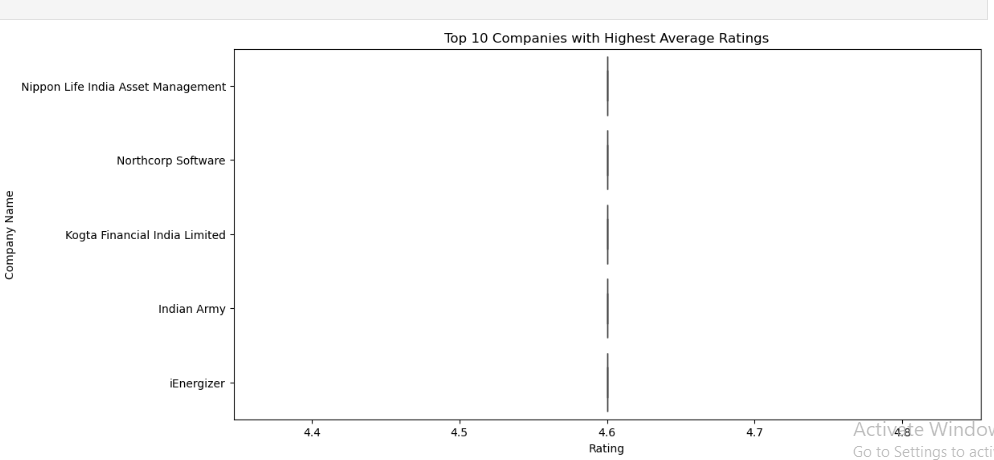 Top 10 Companies with Highest Average Ratings
Nippon Life India Asset Management
Northcorp Software
Kogta Financial India Limited
Indian Army
iEnergizer
Company Name
4.4 4.5 4.6 4.7 4.8
Rating
Activate Window
Go to Settings to acti